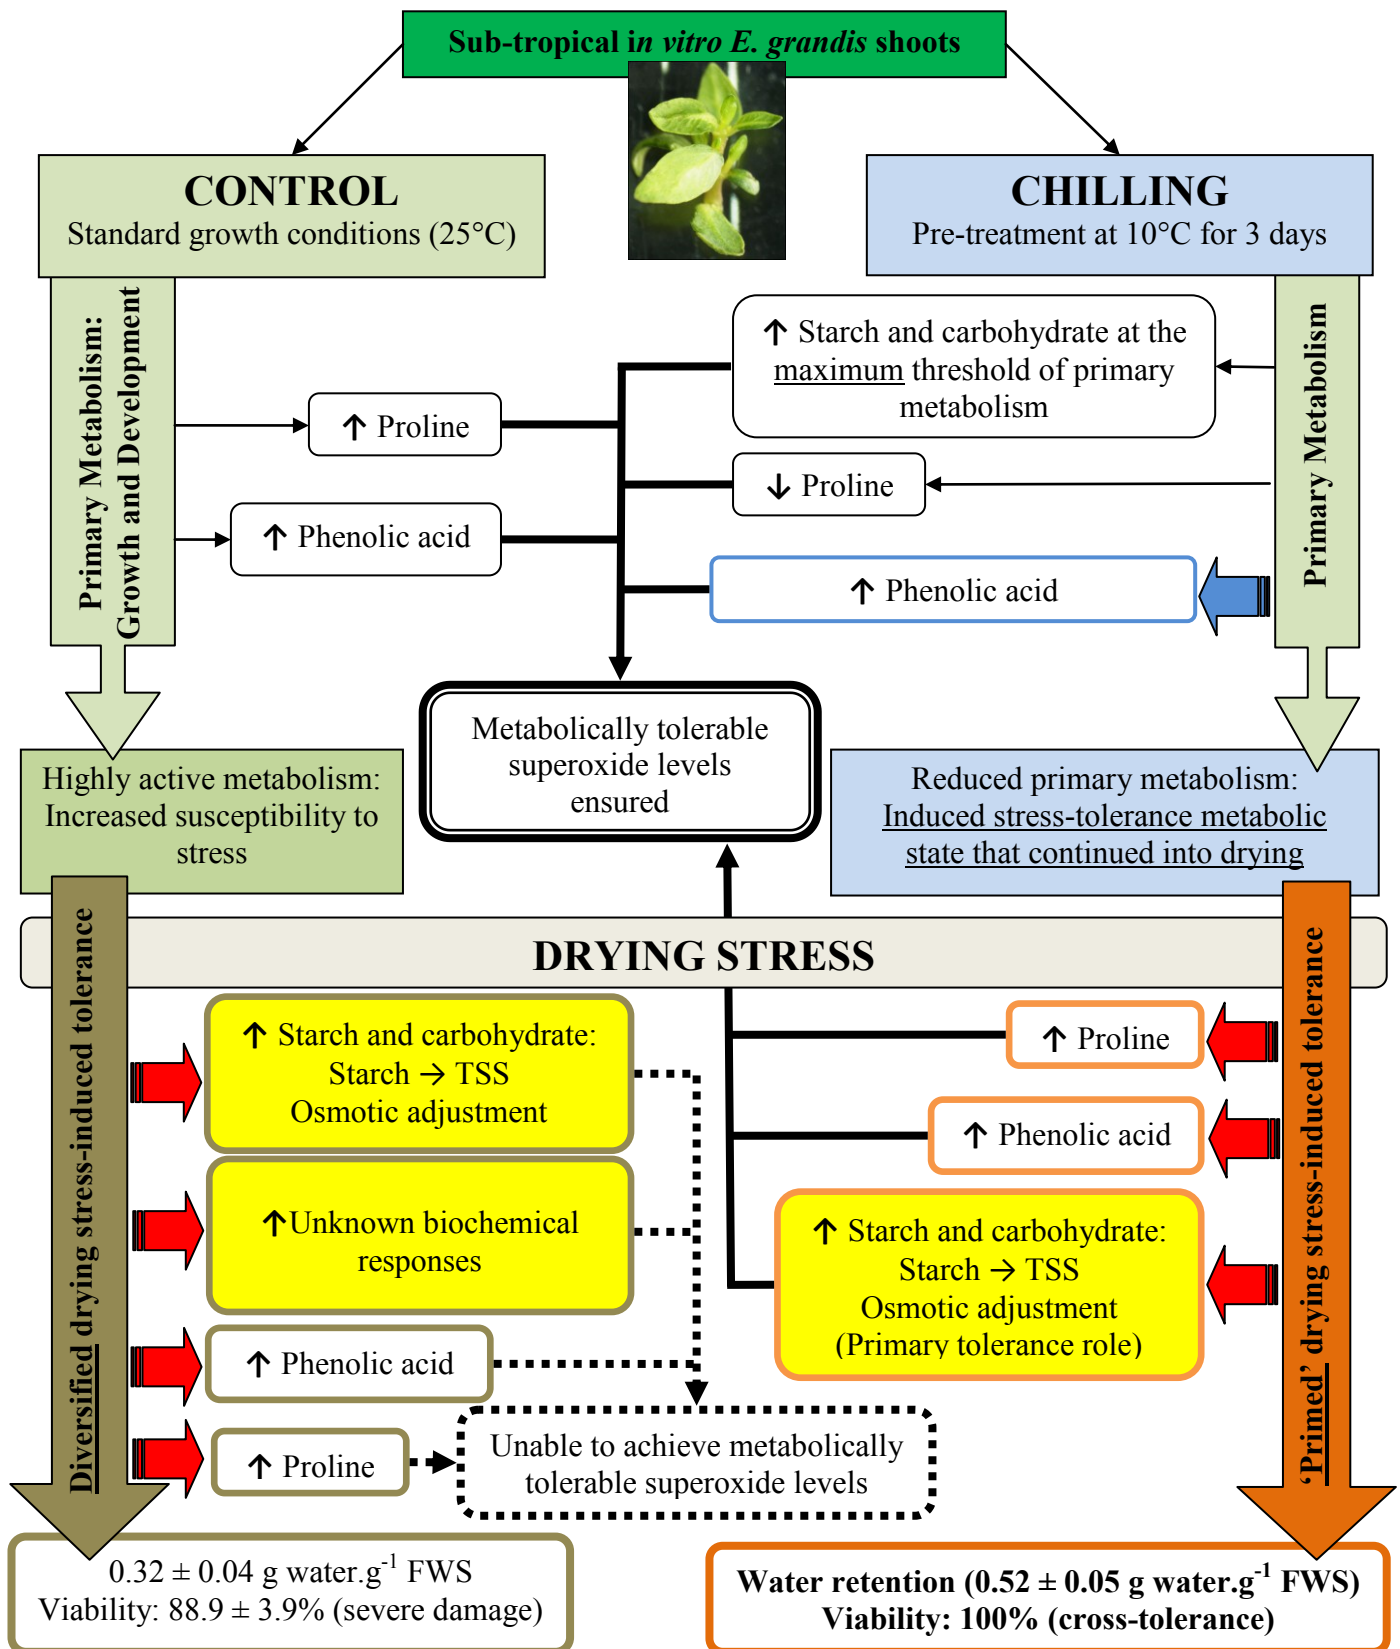 Sub-tropical in vitro E. grandis shoots
CONTROL
Standard growth conditions (25°C)
CHILLING
Pre-treatment at 10°C for 3 days
Primary Metabolism:
Growth and Development
Primary Metabolism
↑ Starch and carbohydrate at the
maximum threshold of primary
metabolism
↑ Proline
↓ Proline
↑ Phenolic acid
↑ Phenolic acid
Metabolically tolerable
superoxide levels
ensured
Highly active metabolism:
Increased susceptibility to
stress
Reduced primary metabolism:
Induced stress-tolerance metabolic
state that continued into drying
DRYING STRESS
Diversified drying stress-induced tolerance
‘Primed’ drying stress-induced tolerance
↑ Starch and carbohydrate:
Starch → TSS
Osmotic adjustment
↑Unknown biochemical
responses
↑ Phenolic acid
↑ Proline
↑ Proline
↑ Phenolic acid
↑ Starch and carbohydrate:
Starch → TSS
Osmotic adjustment
(Primary tolerance role)
Unable to achieve metabolically
tolerable superoxide levels
0.32 ± 0.04 g water.g⁻¹ FWS
Viability: 88.9 ± 3.9% (severe damage)
Water retention (0.52 ± 0.05 g water.g⁻¹ FWS)
Viability: 100% (cross-tolerance)